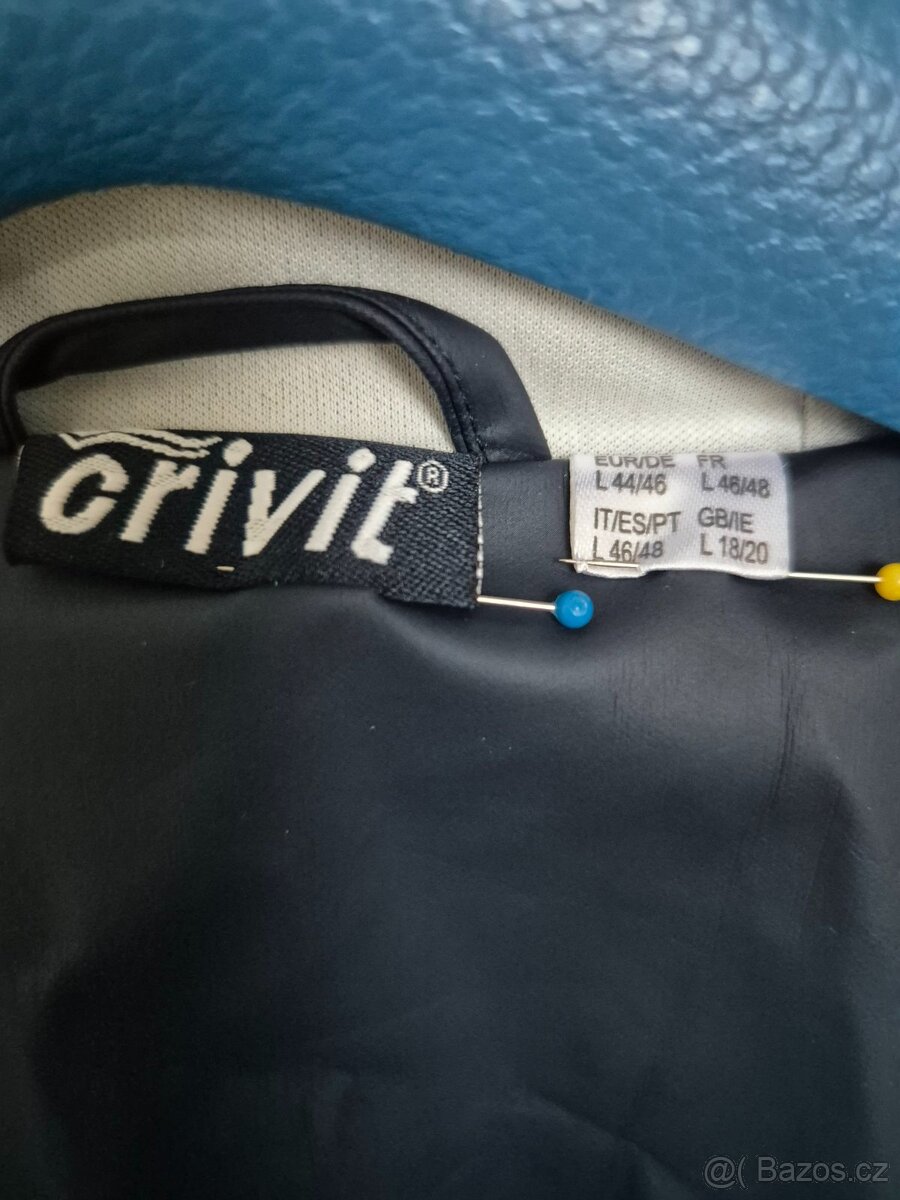 crivit®
EUR/DE FR
L 44/46 L 46/48
IT/ES/PT GB/IE
L 46/48 L 18/20
@( Bazos.cz